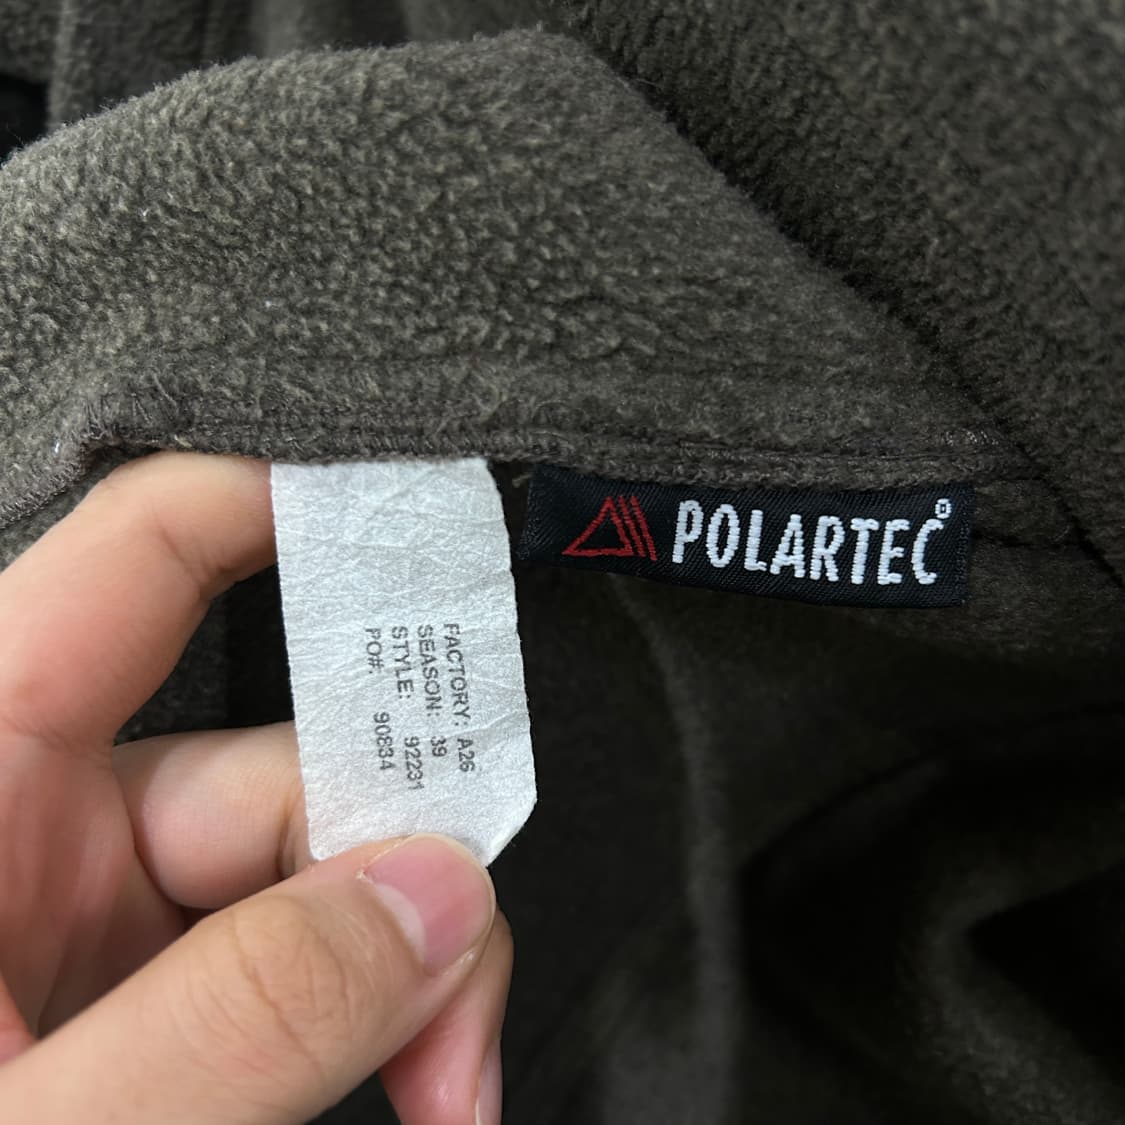 FACTORY: A26
SEASON: 39
STYLE: 92231
PO#: 90834
POLARTEC®